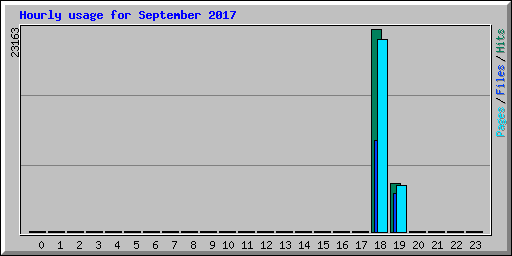 Hourly usage for September 2017
23163
Pages/Files/Hits
0 1 2 3 4 5 6 7 8 9 10 11 12 13 14 15 16 17 18 19 20 21 22 23